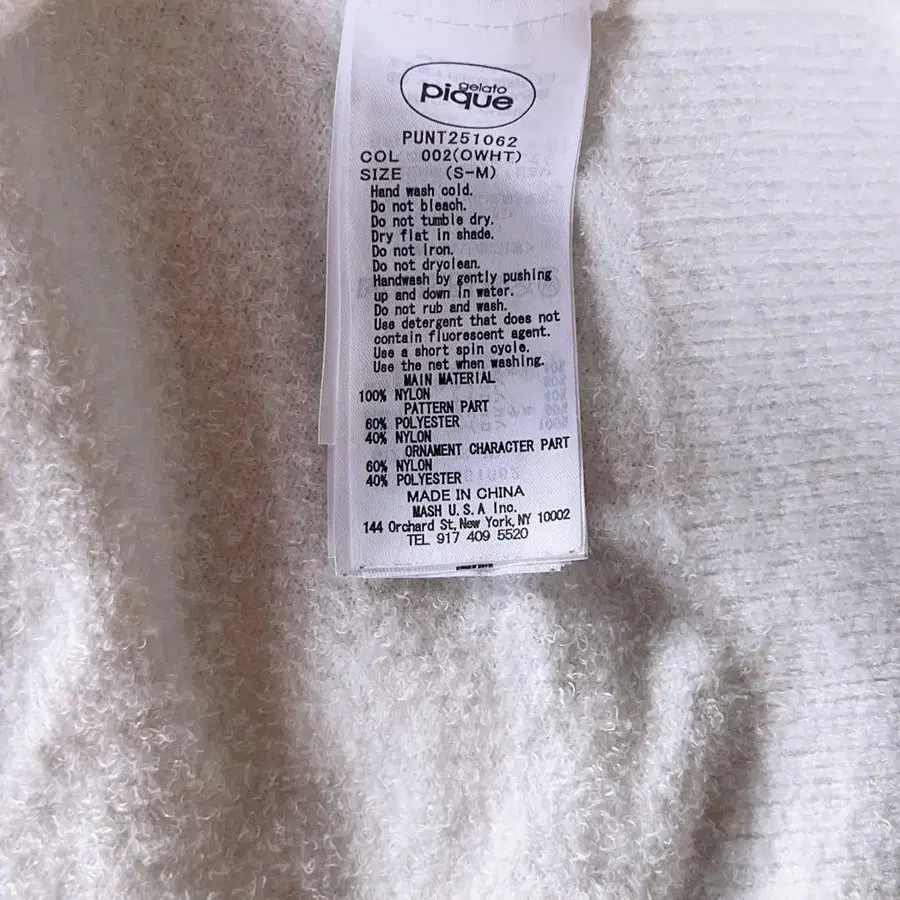 gelato
pique
PUNT251062
COL 002(OWHT)
SIZE (S-M)
Hand wash cold.
Do not bleach.
Do not tumble dry.
Dry flat in shade.
Do not iron.
Do not dryclean.
Handwash by gently pushing
up and down in water.
Do not rub and wash.
Use detergent that does not
contain fluorescent agent.
Use a short spin cycle.
Use the net when washing.
MAIN MATERIAL
100% NYLON
PATTERN PART
60% POLYESTER
40% NYLON
ORNAMENT CHARACTER PART
60% NYLON
40% POLYESTER
MADE IN CHINA
MASH U.S.A Inc.
144 Orchard St, New York, NY 10002
TEL 917 409 5520